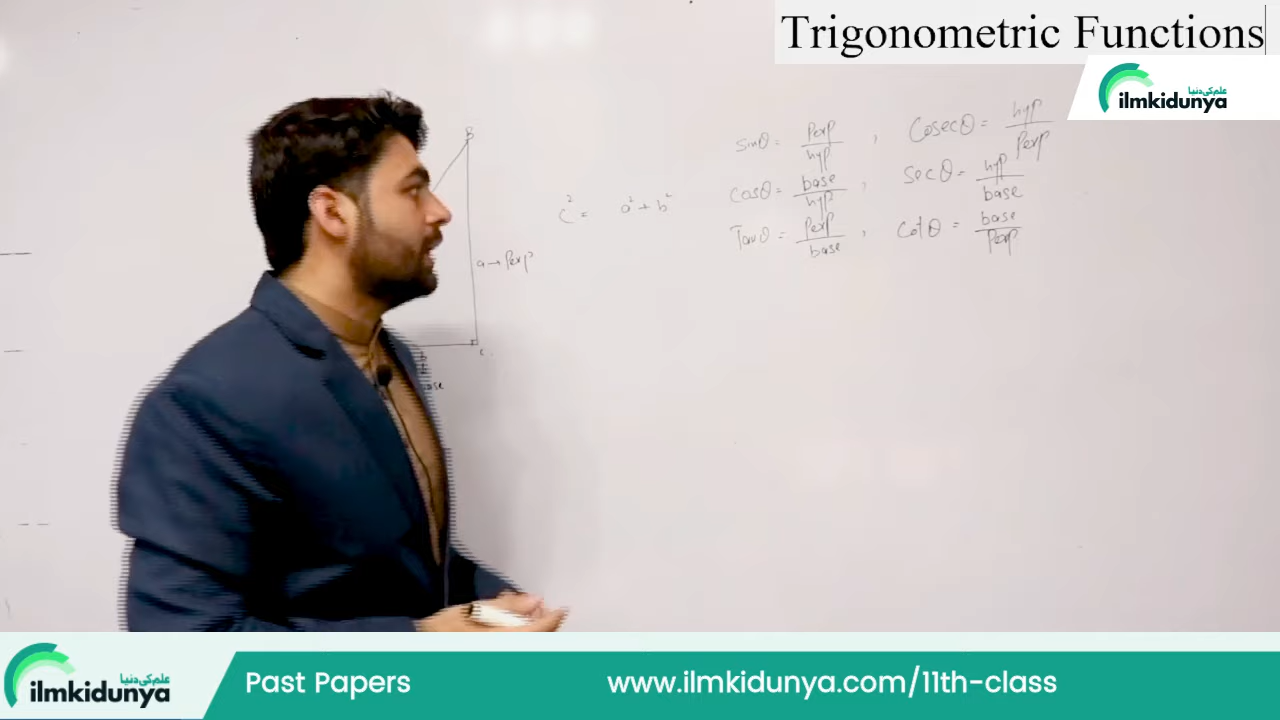 Trigonometric Functions
علم کی دنیا
ilmkidunya
B
c² = a² + b²
a → Perp
c
b
sinθ = Perp/hyp , Cosecθ = hyp/Perp
Cosθ = base/hyp , secθ = hyp/base
Tanθ = Perp/base , Cotθ = base/Perp
علم کی دنیا
ilmkidunya
Past Papers
www.ilmkidunya.com/11th-class